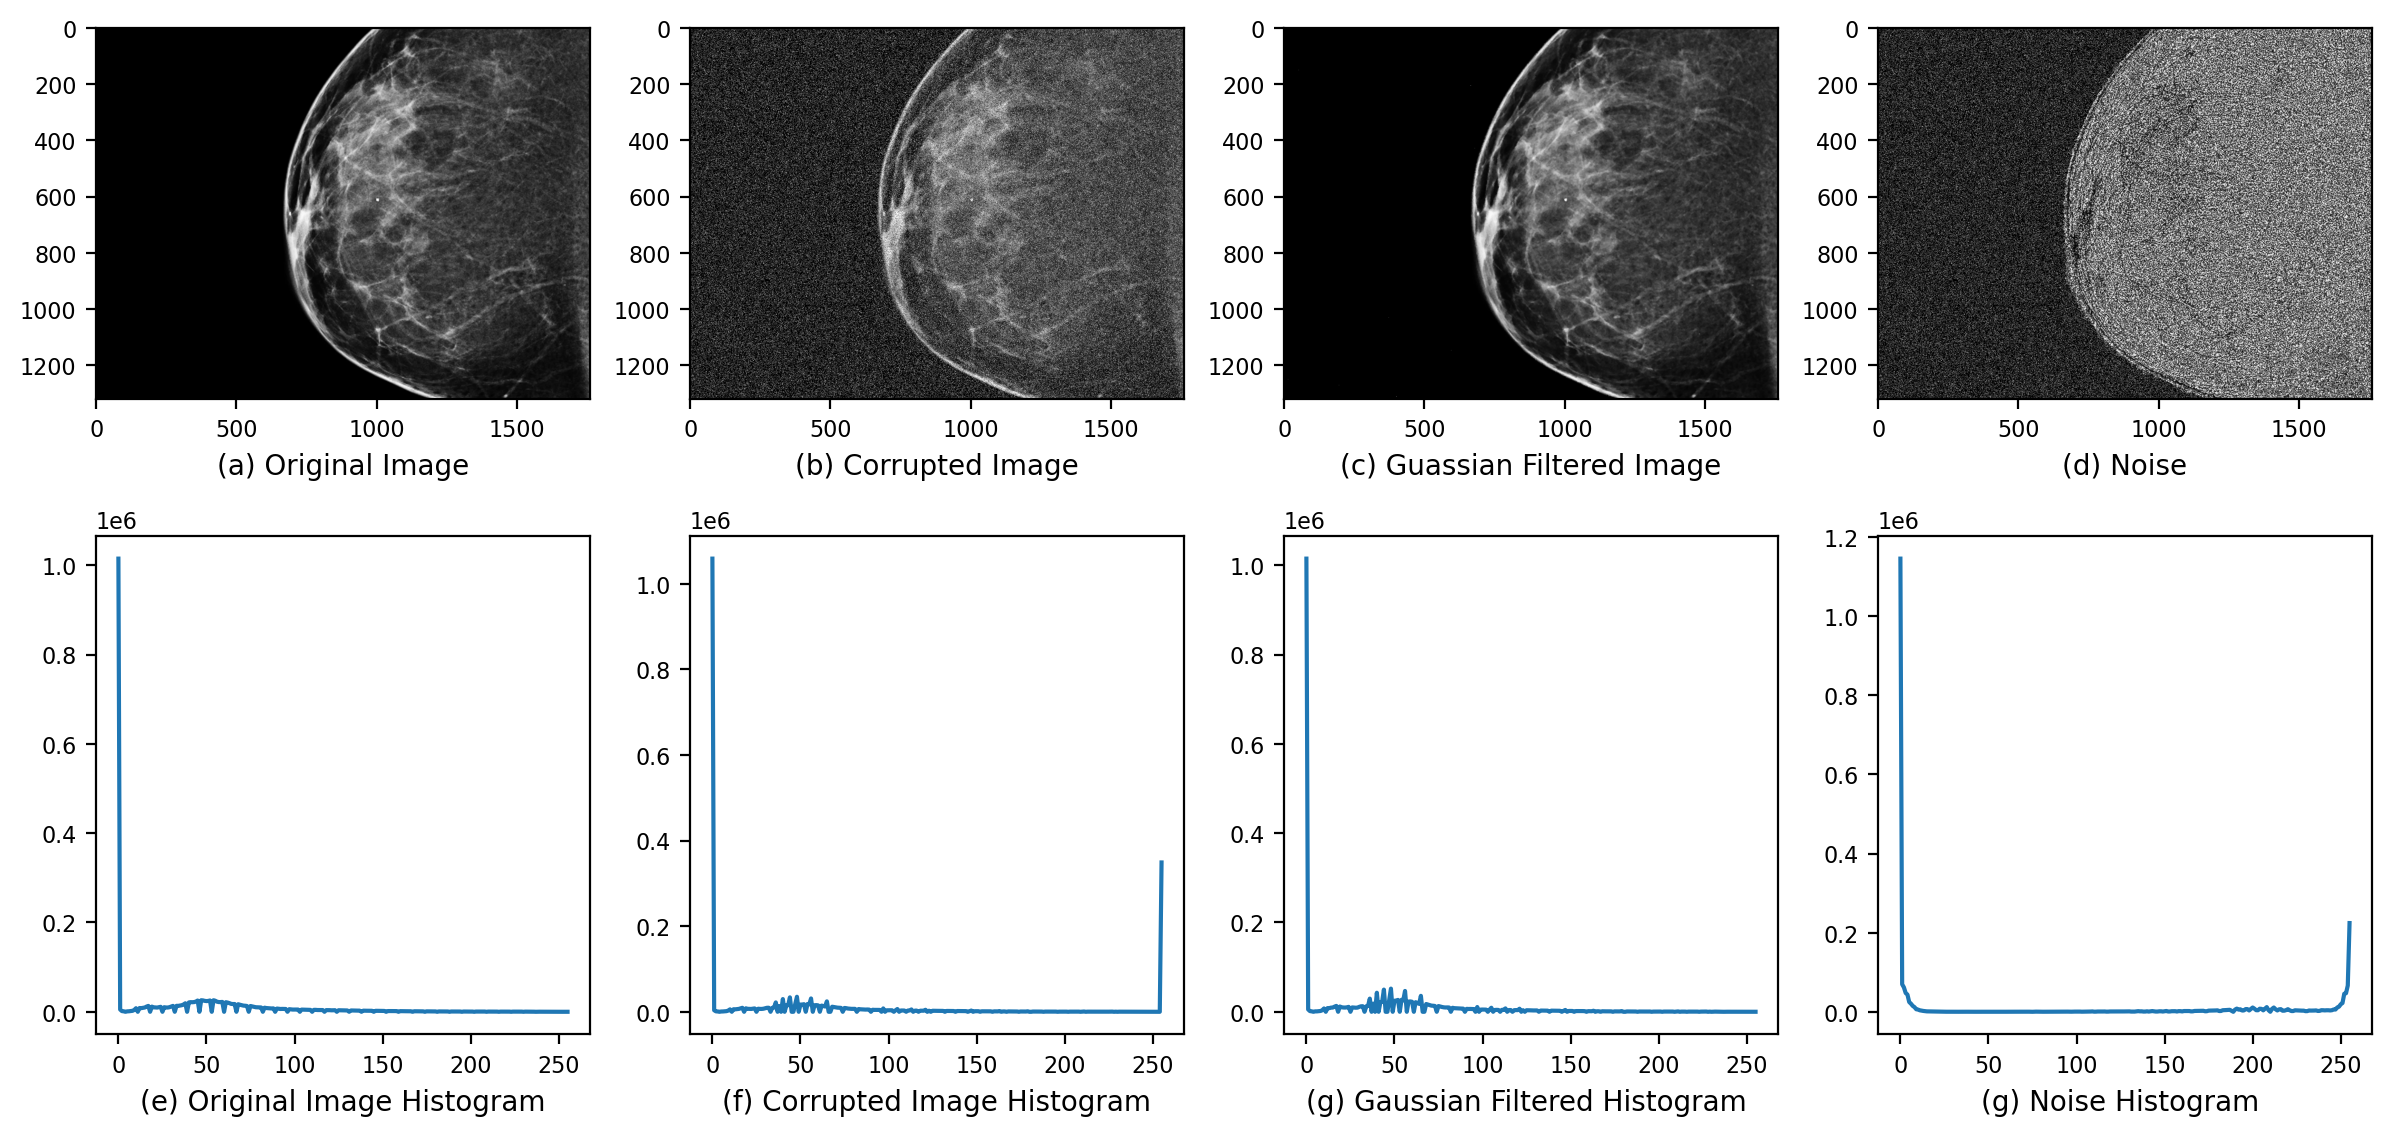 0
200
400
600
800
1000
1200
0 500 1000 1500
(a) Original Image
0
200
400
600
800
1000
1200
0 500 1000 1500
(b) Corrupted Image
0
200
400
600
800
1000
1200
0 500 1000 1500
(c) Guassian Filtered Image
0
200
400
600
800
1000
1200
0 500 1000 1500
(d) Noise
1e6
1.0
0.8
0.6
0.4
0.2
0.0
0 50 100 150 200 250
(e) Original Image Histogram
1e6
1.0
0.8
0.6
0.4
0.2
0.0
0 50 100 150 200 250
(f) Corrupted Image Histogram
1e6
1.0
0.8
0.6
0.4
0.2
0.0
0 50 100 150 200 250
(g) Gaussian Filtered Histogram
1e6
1.2
1.0
0.8
0.6
0.4
0.2
0.0
0 50 100 150 200 250
(g) Noise Histogram